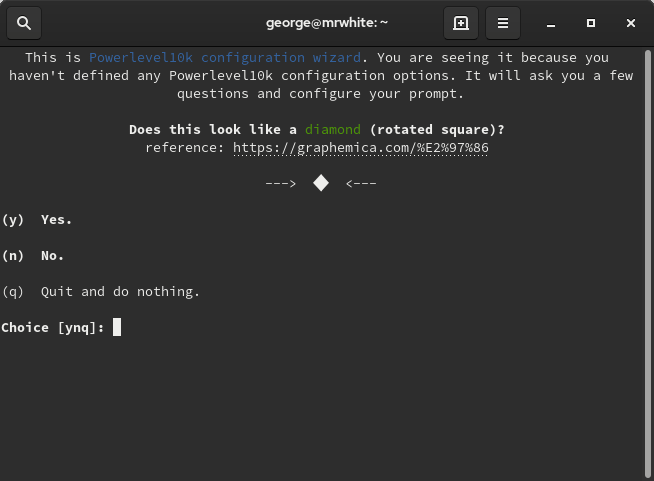 george@mrwhite: ~
This is Powerlevel10k configuration wizard. You are seeing it because you
haven't defined any Powerlevel10k configuration options. It will ask you a few
questions and configure your prompt.
Does this look like a diamond (rotated square)?
reference: https://graphemica.com/%E2%97%86
---> ◆ <---
(y) Yes.
(n) No.
(q) Quit and do nothing.
Choice [ynq]: